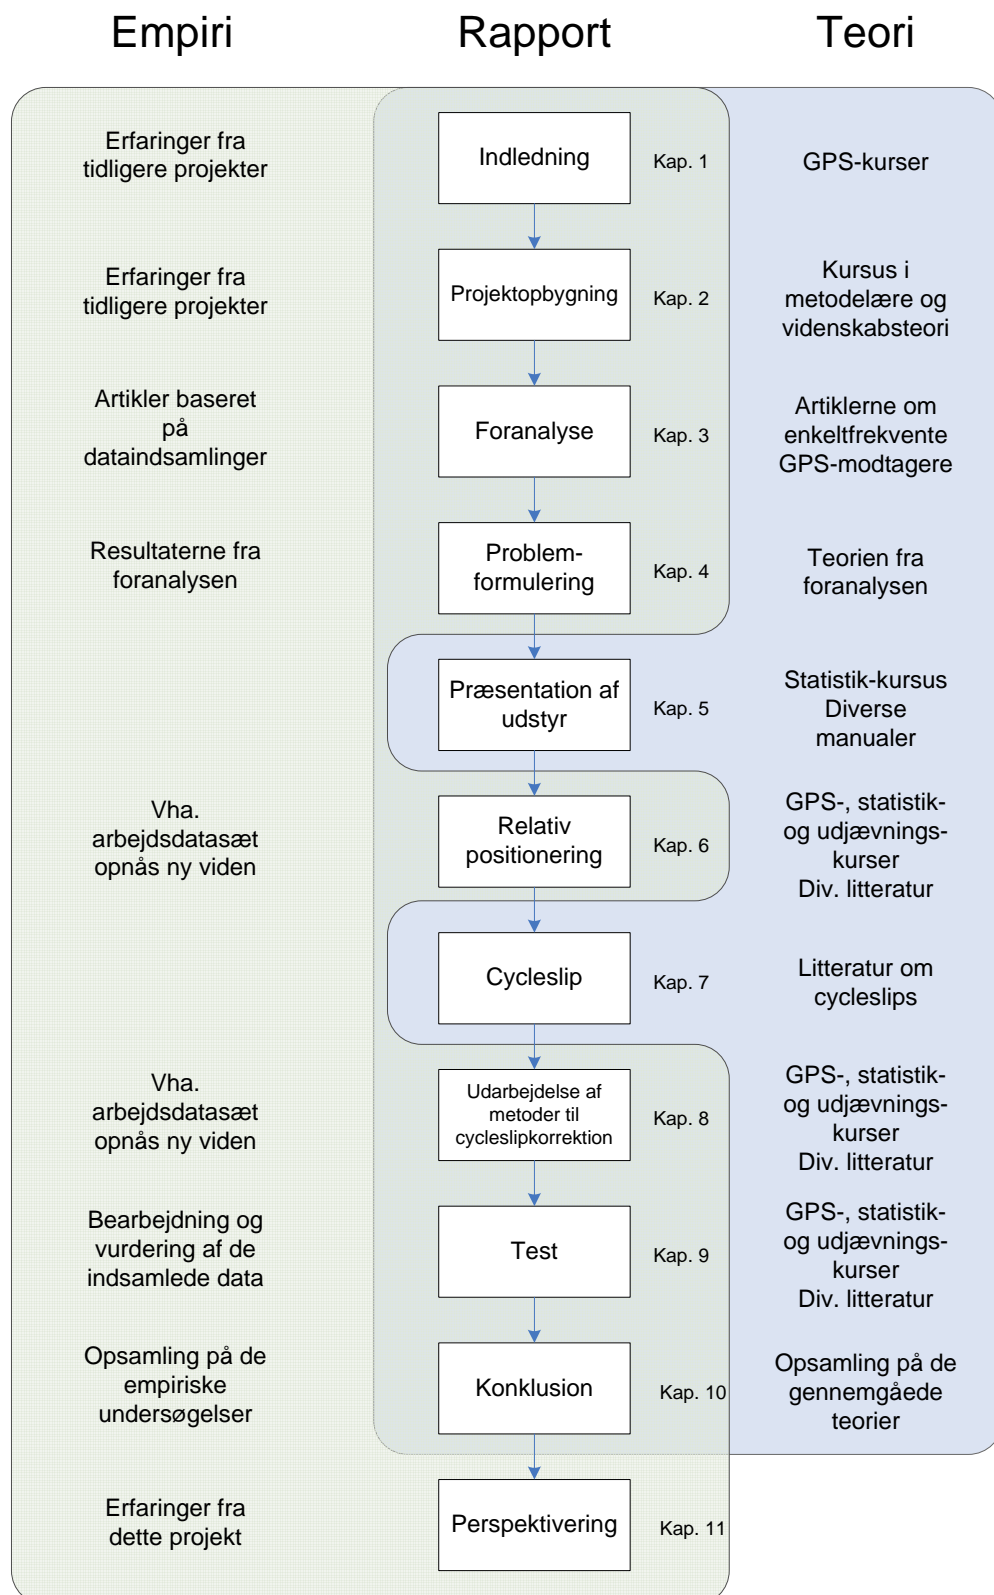 Empiri
Rapport
Teori
Erfaringer fra
tidligere projekter
Indledning
Kap. 1
GPS-kurser
Erfaringer fra
tidligere projekter
Projektopbygning
Kap. 2
Kursus i
metodelære og
videnskabsteori
Artikler baseret
på
dataindsamlinger
Foranalyse
Kap. 3
Artiklerne om
enkeltfrekvente
GPS-modtagere
Resultaterne fra
foranalysen
Problem-
formulering
Kap. 4
Teorien fra
foranalysen
Præsentation af
udstyr
Kap. 5
Statistik-kursus
Diverse
manualer
Vha.
arbejdsdatasæt
opnås ny viden
Relativ
positionering
Kap. 6
GPS-, statistik-
og udjævnings-
kurser
Div. litteratur
Cycleslip
Kap. 7
Litteratur om
cycleslips
Vha.
arbejdsdatasæt
opnås ny viden
Udarbejdelse af
metoder til
cycleslipkorrektion
Kap. 8
GPS-, statistik-
og udjævnings-
kurser
Div. litteratur
Bearbejdning og
vurdering af de
indsamlede data
Test
Kap. 9
GPS-, statistik-
og udjævnings-
kurser
Div. litteratur
Opsamling på de
empiriske
undersøgelser
Konklusion
Kap. 10
Opsamling på de
gennemgåede
teorier
Erfaringer fra
dette projekt
Perspektivering
Kap. 11